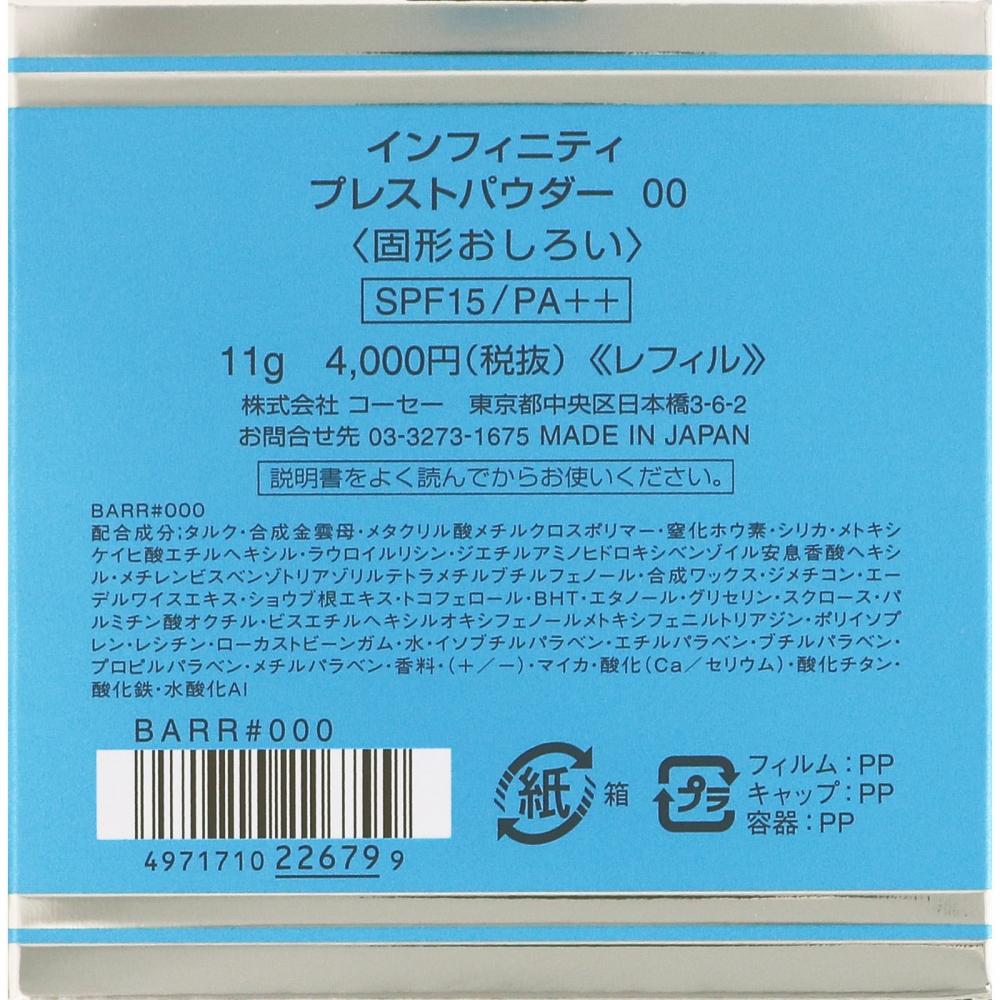 インフィニティ
プレストパウダー 00
〈固形おしろい〉
SPF15/PA++
11g 4,000円(税抜)《レフィル》
株式会社 コーセー 東京都中央区日本橋3-6-2
お問合せ先 03-3273-1675 MADE IN JAPAN
説明書をよく読んでからお使いください。
BARR#000
配合成分;タルク・合成金雲母・メタクリル酸メチルクロスポリマー・窒化ホウ素・シリカ・メトキシ
ケイヒ酸エチルヘキシル・ラウロイルリシン・ジエチルアミノヒドロキシベンゾイル安息香酸ヘキシ
ル・メチレンビスベンゾトリアゾリルテトラメチルブチルフェノール・合成ワックス・ジメチコン・エー
デルワイスエキス・ショウブ根エキス・トコフェロール・BHT・エタノール・グリセリン・スクロース・パ
ルミチン酸オクチル・ビスエチルヘキシルオキシフェノールメトキシフェニルトリアジン・ポリイソプ
レン・レシチン・ローカストビーンガム・水・イソブチルパラベン・エチルパラベン・ブチルパラベン・
プロピルパラベン・メチルパラベン・香料・(+/-)・マイカ・酸化(Ca/セリウム)・酸化チタン・
酸化鉄・水酸化Al
BARR#000
4971710 22679 9
紙 箱
プラ
フィルム:PP
キャップ:PP
容器:PP